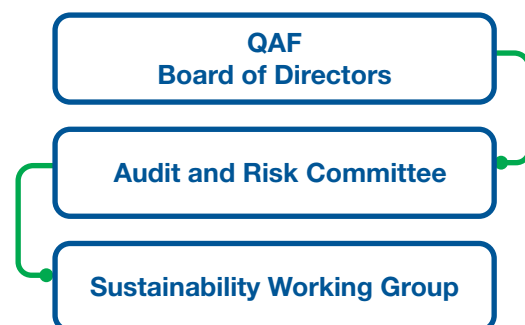 QAF
Board of Directors
Audit and Risk Committee
Sustainability Working Group